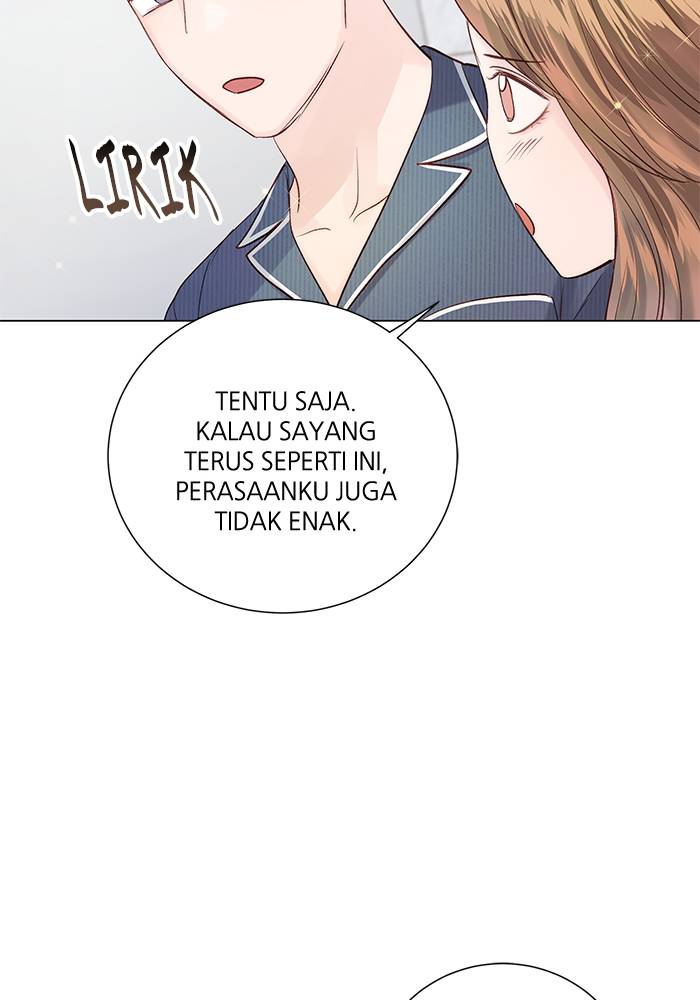 LIRIK
TENTU SAJA.
KALAU SAYANG
TERUS SEPERTI INI,
PERASAANKU JUGA
TIDAK ENAK.